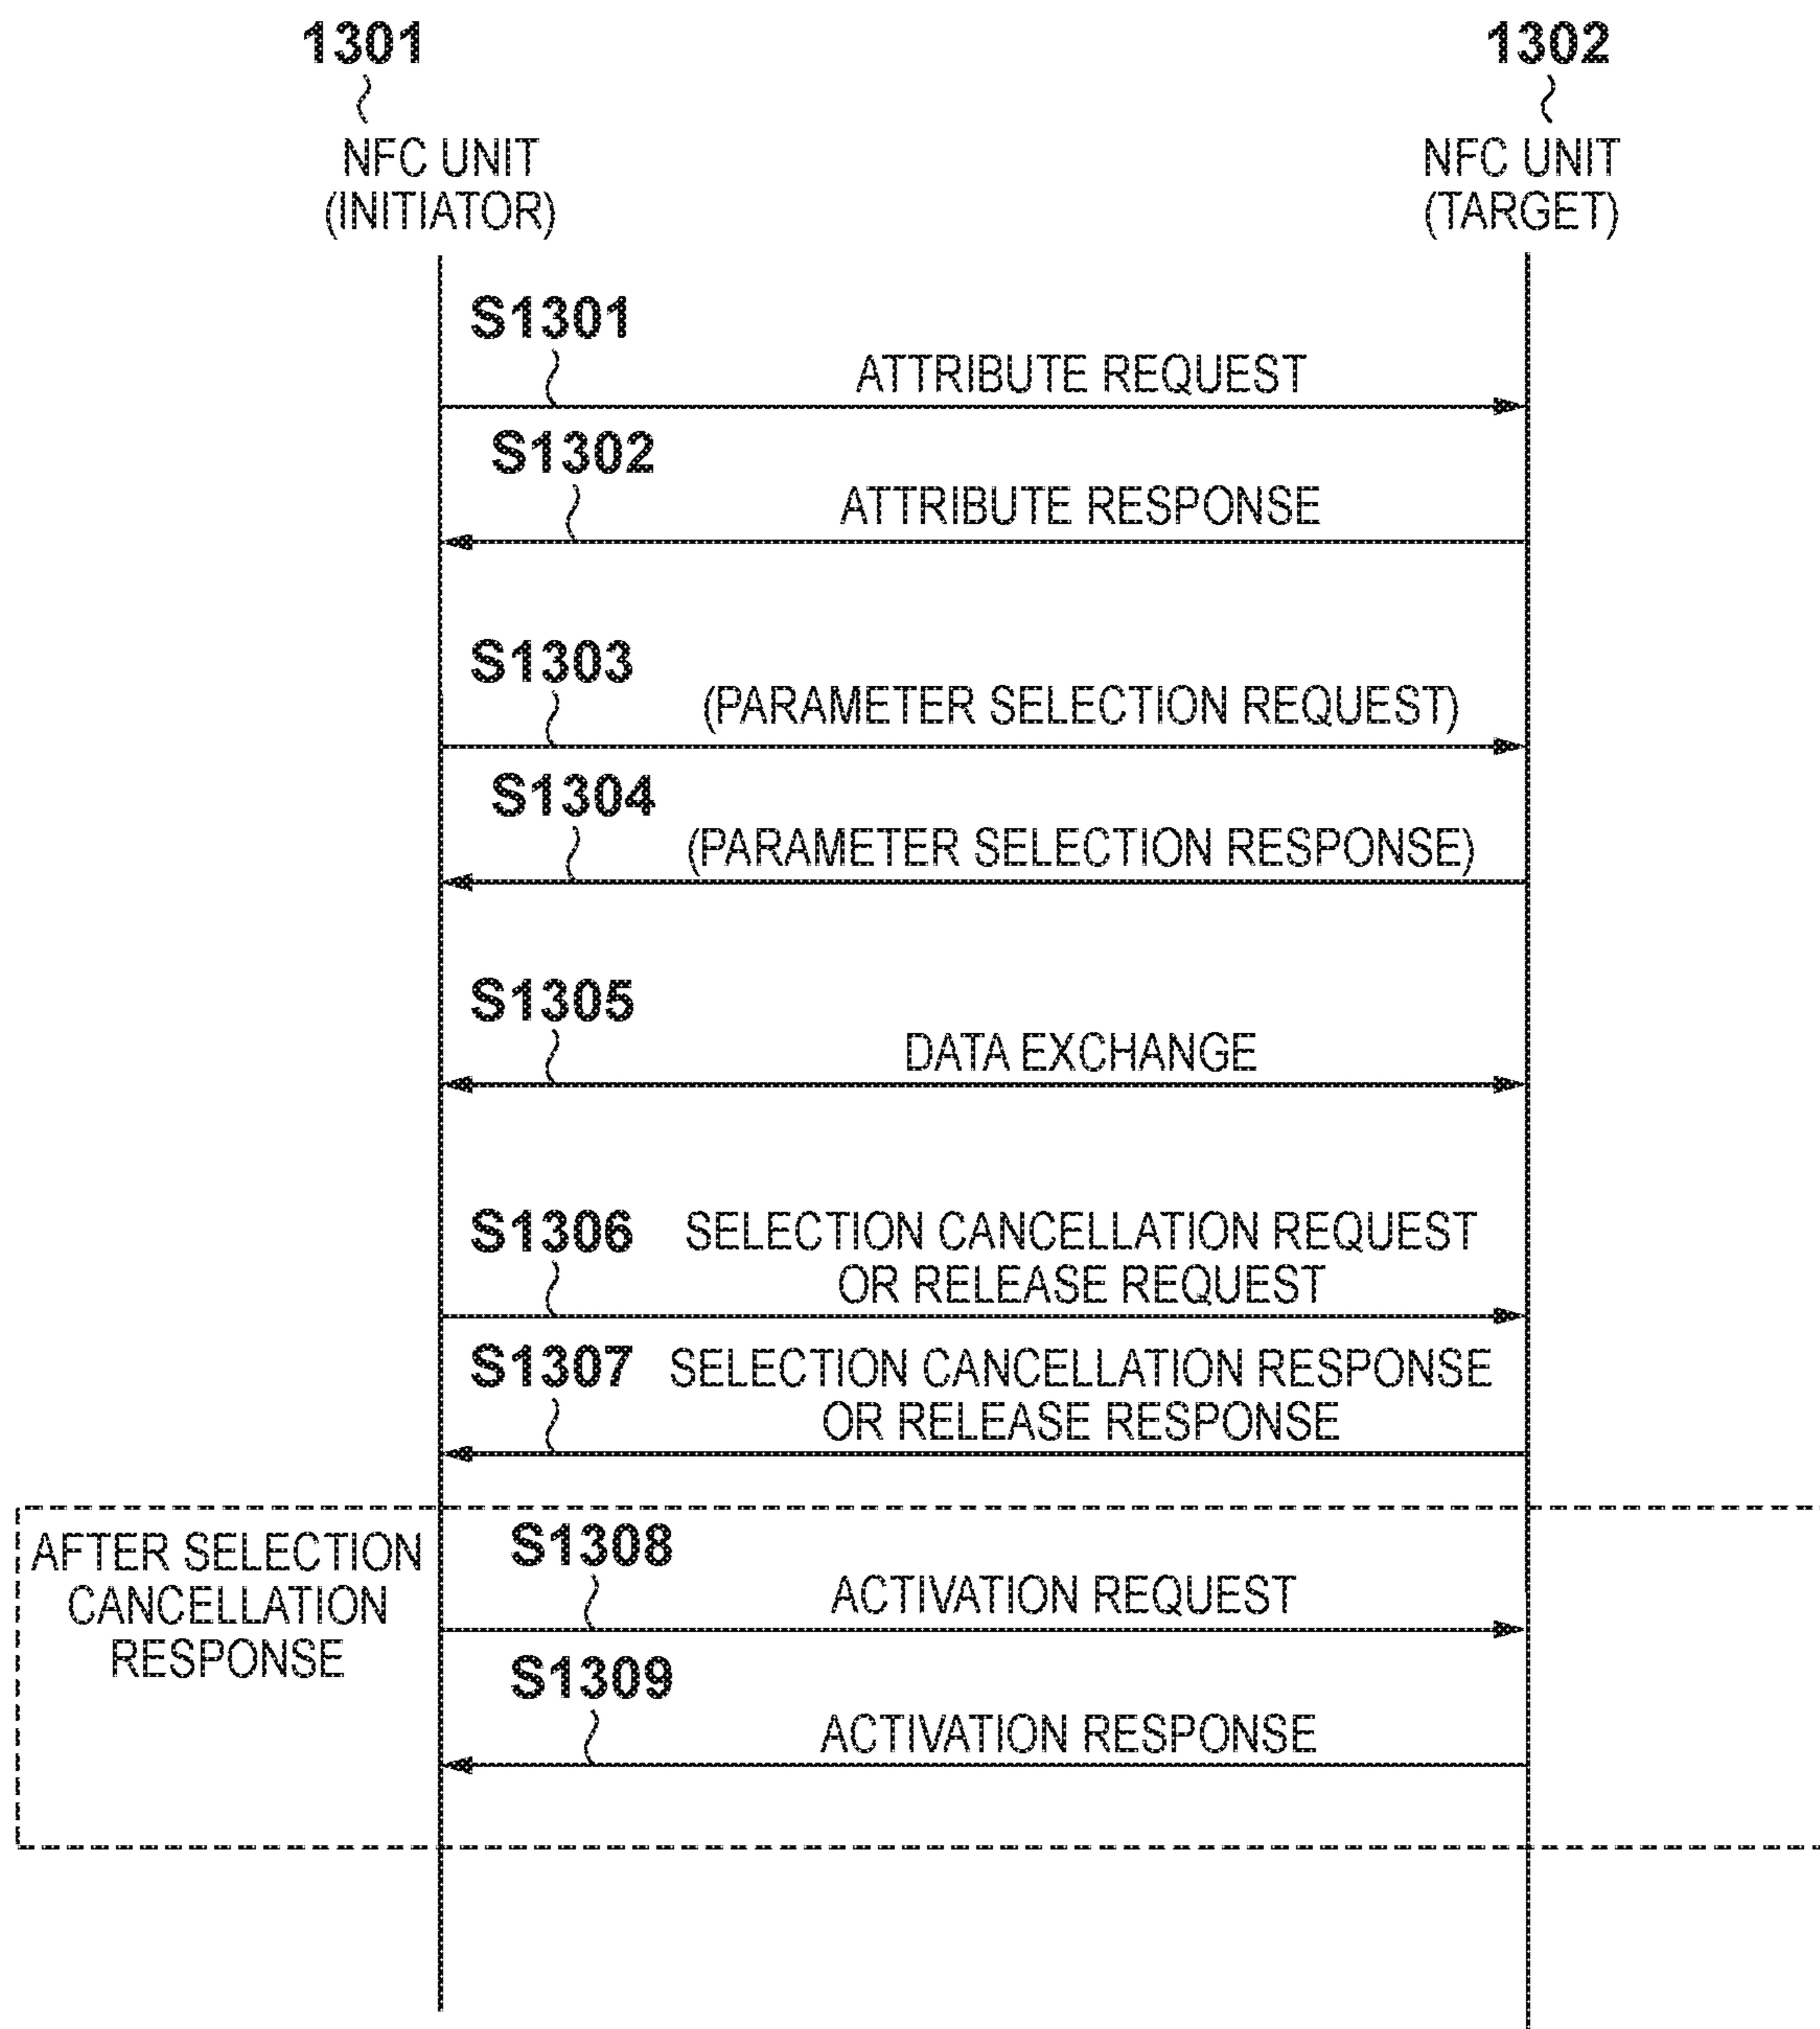 1301
1302
NFC UNIT
(INITIATOR)
NFC UNIT
(TARGET)
S1301
ATTRIBUTE REQUEST
S1302
ATTRIBUTE RESPONSE
S1303
(PARAMETER SELECTION REQUEST)
S1304
(PARAMETER SELECTION RESPONSE)
S1305
DATA EXCHANGE
S1306
SELECTION CANCELLATION REQUEST
OR RELEASE REQUEST
S1307
SELECTION CANCELLATION RESPONSE
OR RELEASE RESPONSE
AFTER SELECTION
CANCELLATION
RESPONSE
S1308
ACTIVATION REQUEST
S1309
ACTIVATION RESPONSE